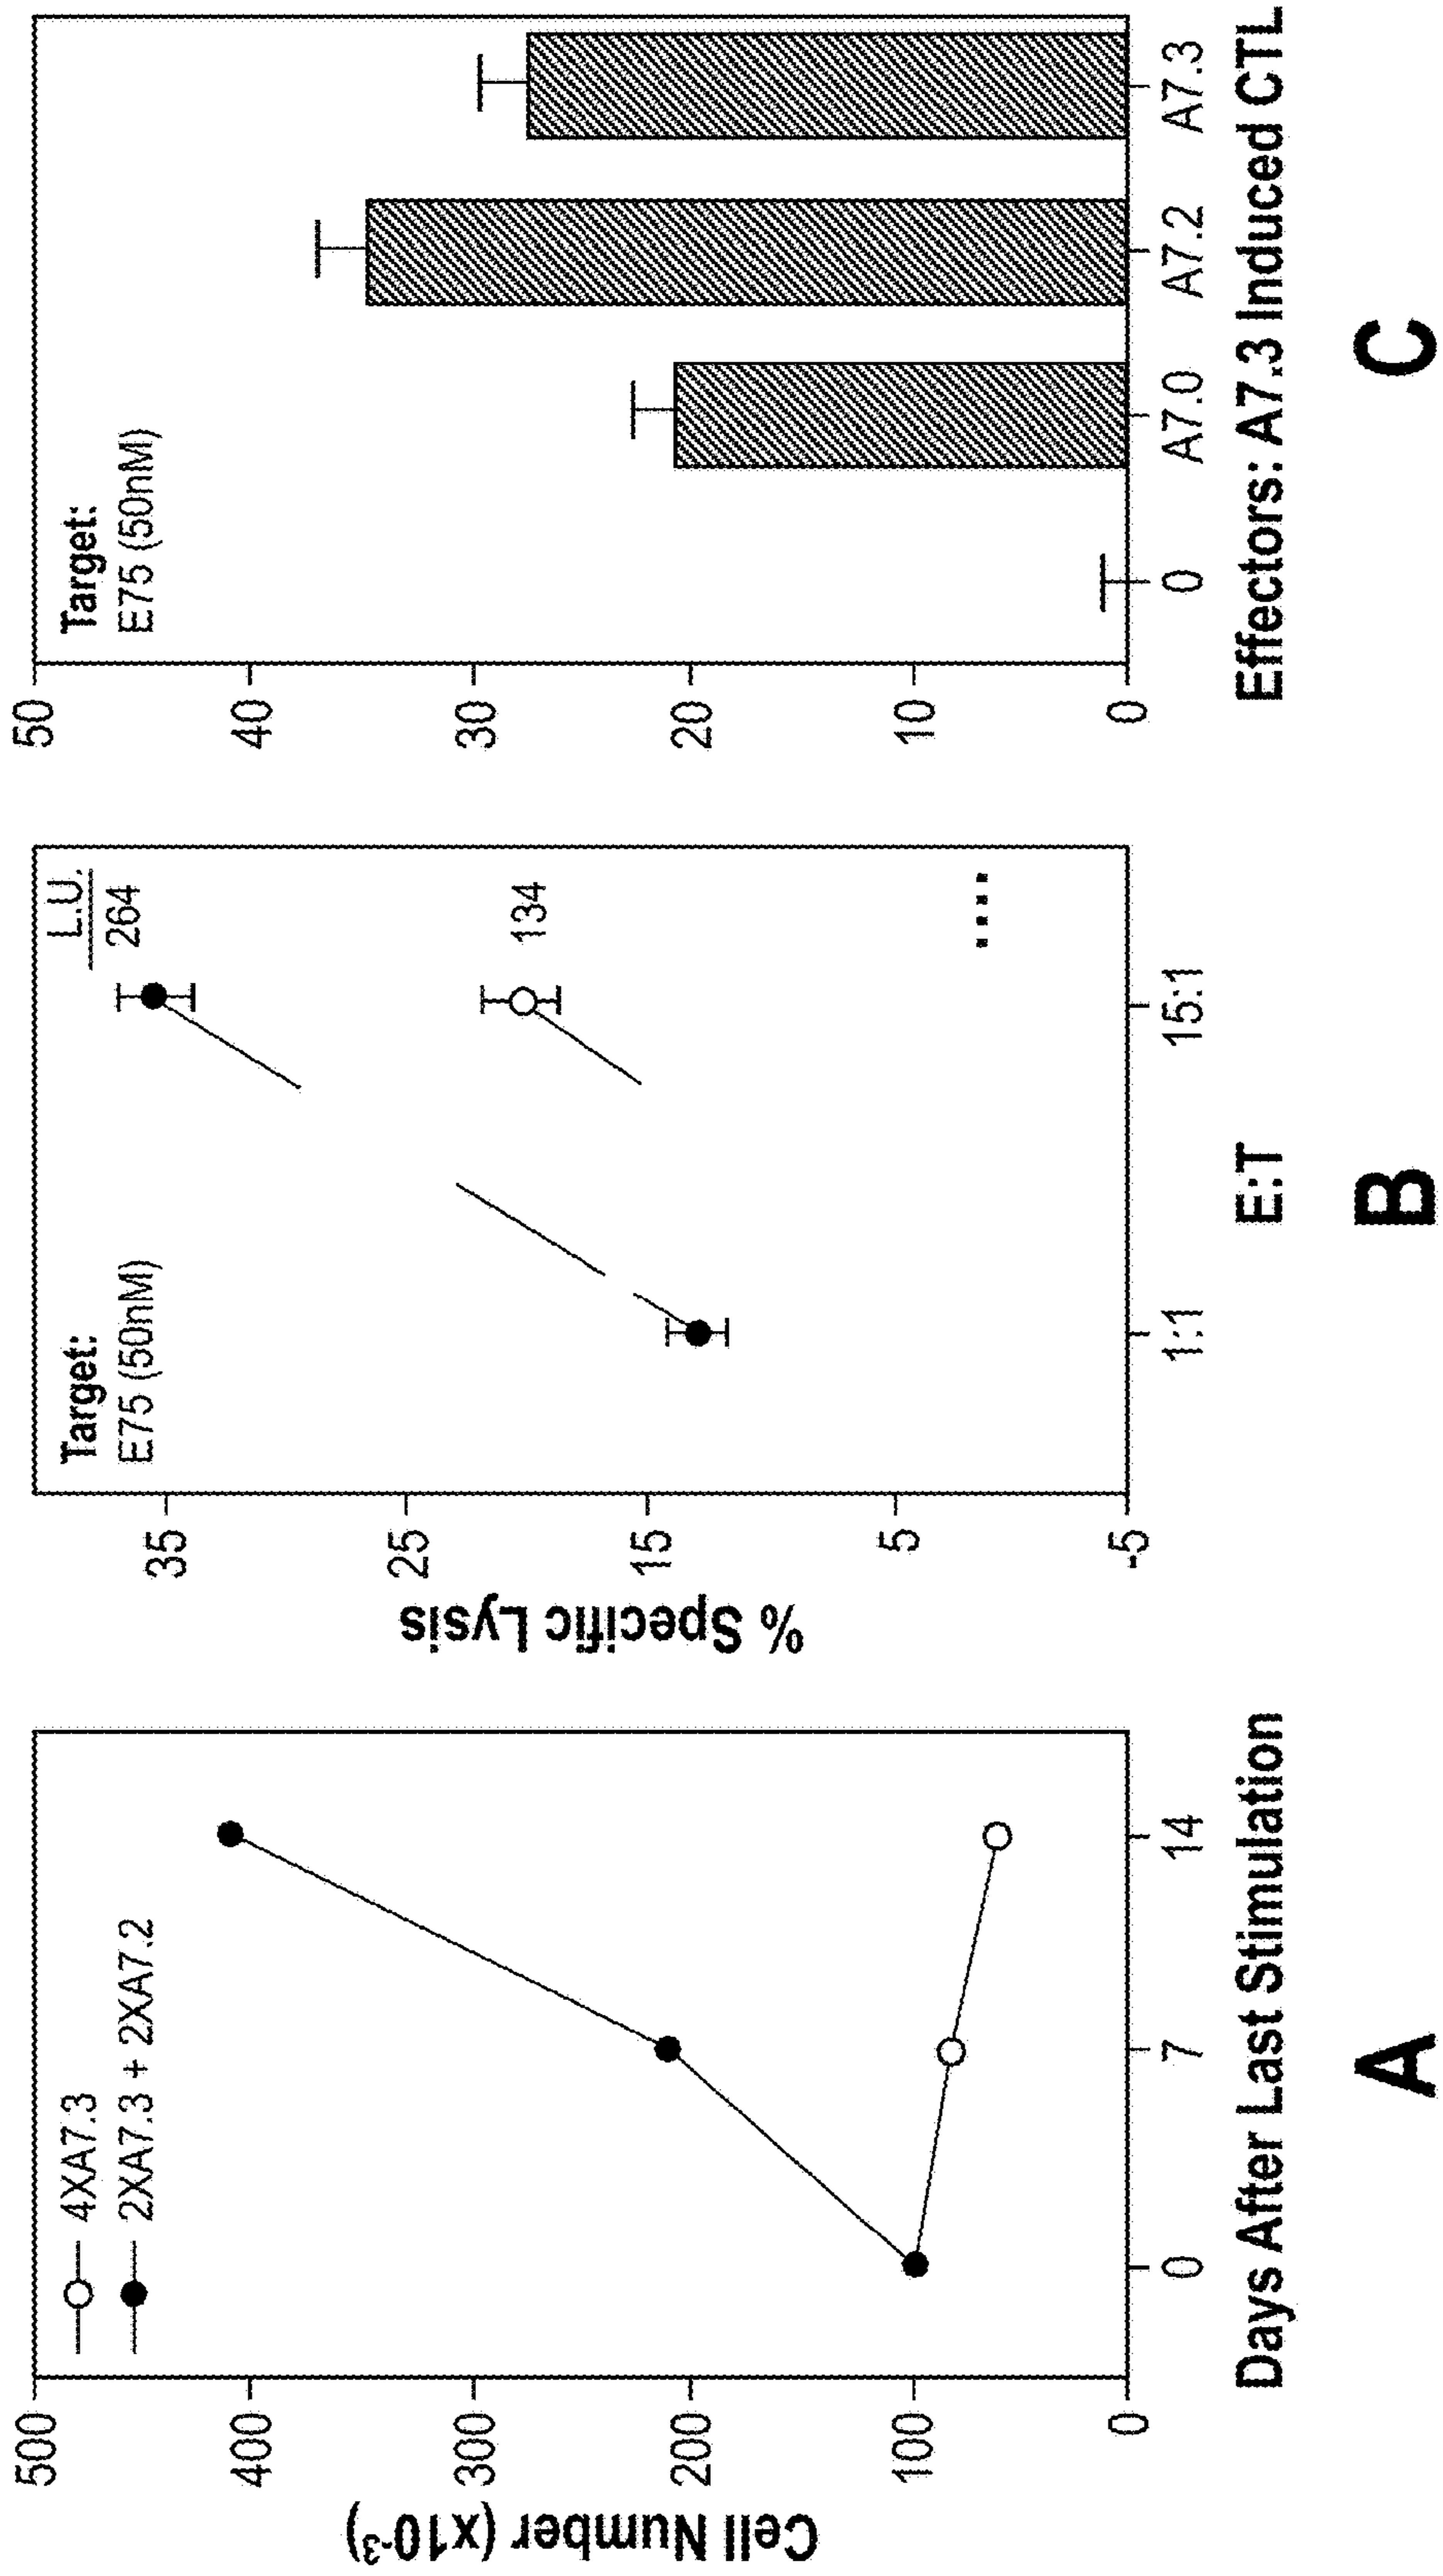 Cell Number (x10-3)
500
400
300
200
100
0
4XA7.3
2XA7.3 + 2XA7.2
0
7
14
Days After Last Stimulation
A
% Specific Lysis
35
25
15
5
-5
Target:
E75 (50nM)
L.U.
264
134
1:1
15:1
E:T
B
50
40
30
20
10
0
Target:
E75 (50nM)
0
A7.0
A7.2
A7.3
Effectors: A7.3 Induced CTL
C